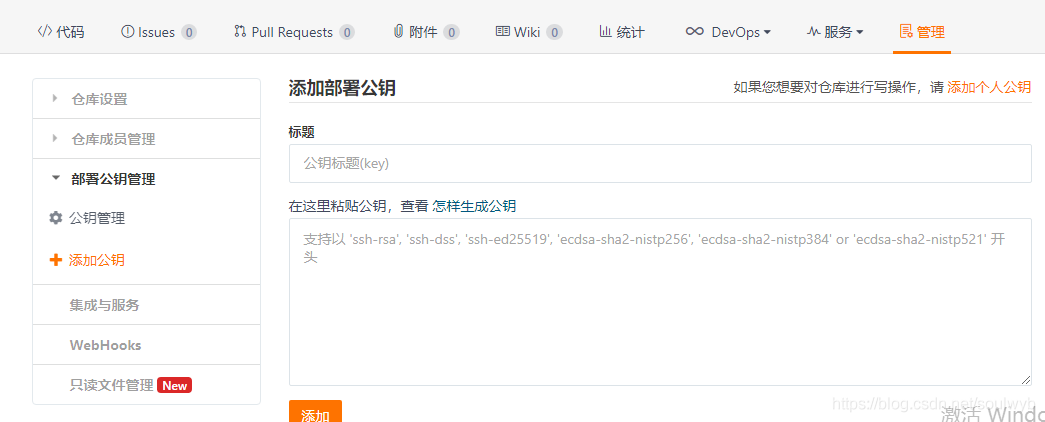 代码 Issues 0 Pull Requests 0 附件 0 Wiki 0 统计 DevOps 服务 管理
仓库设置
仓库成员管理
部署公钥管理
公钥管理
添加公钥
集成与服务
WebHooks
只读文件管理 New
添加部署公钥
如果您想要对仓库进行写操作，请 添加个人公钥
标题
公钥标题(key)
在这里粘贴公钥，查看 怎样生成公钥
支持以 'ssh-rsa', 'ssh-dss', 'ssh-ed25519', 'ecdsa-sha2-nistp256', 'ecdsa-sha2-nistp384' or 'ecdsa-sha2-nistp521' 开
头
添加
https://blog.csdn.net/soulwyb
激活 Windo